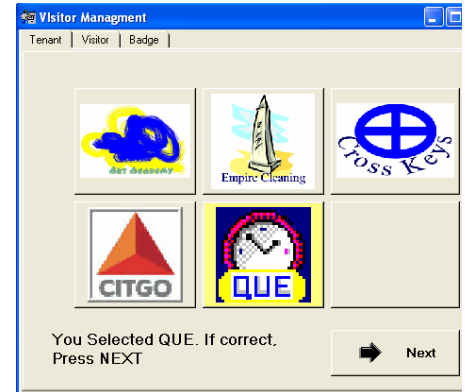 VIsitor Managment
Tenant Visitor Badge
ART ACADEMY
Empire Cleaning
Cross Keys
CITGO
QUE
You Selected QUE. If correct,
Press NEXT
Next